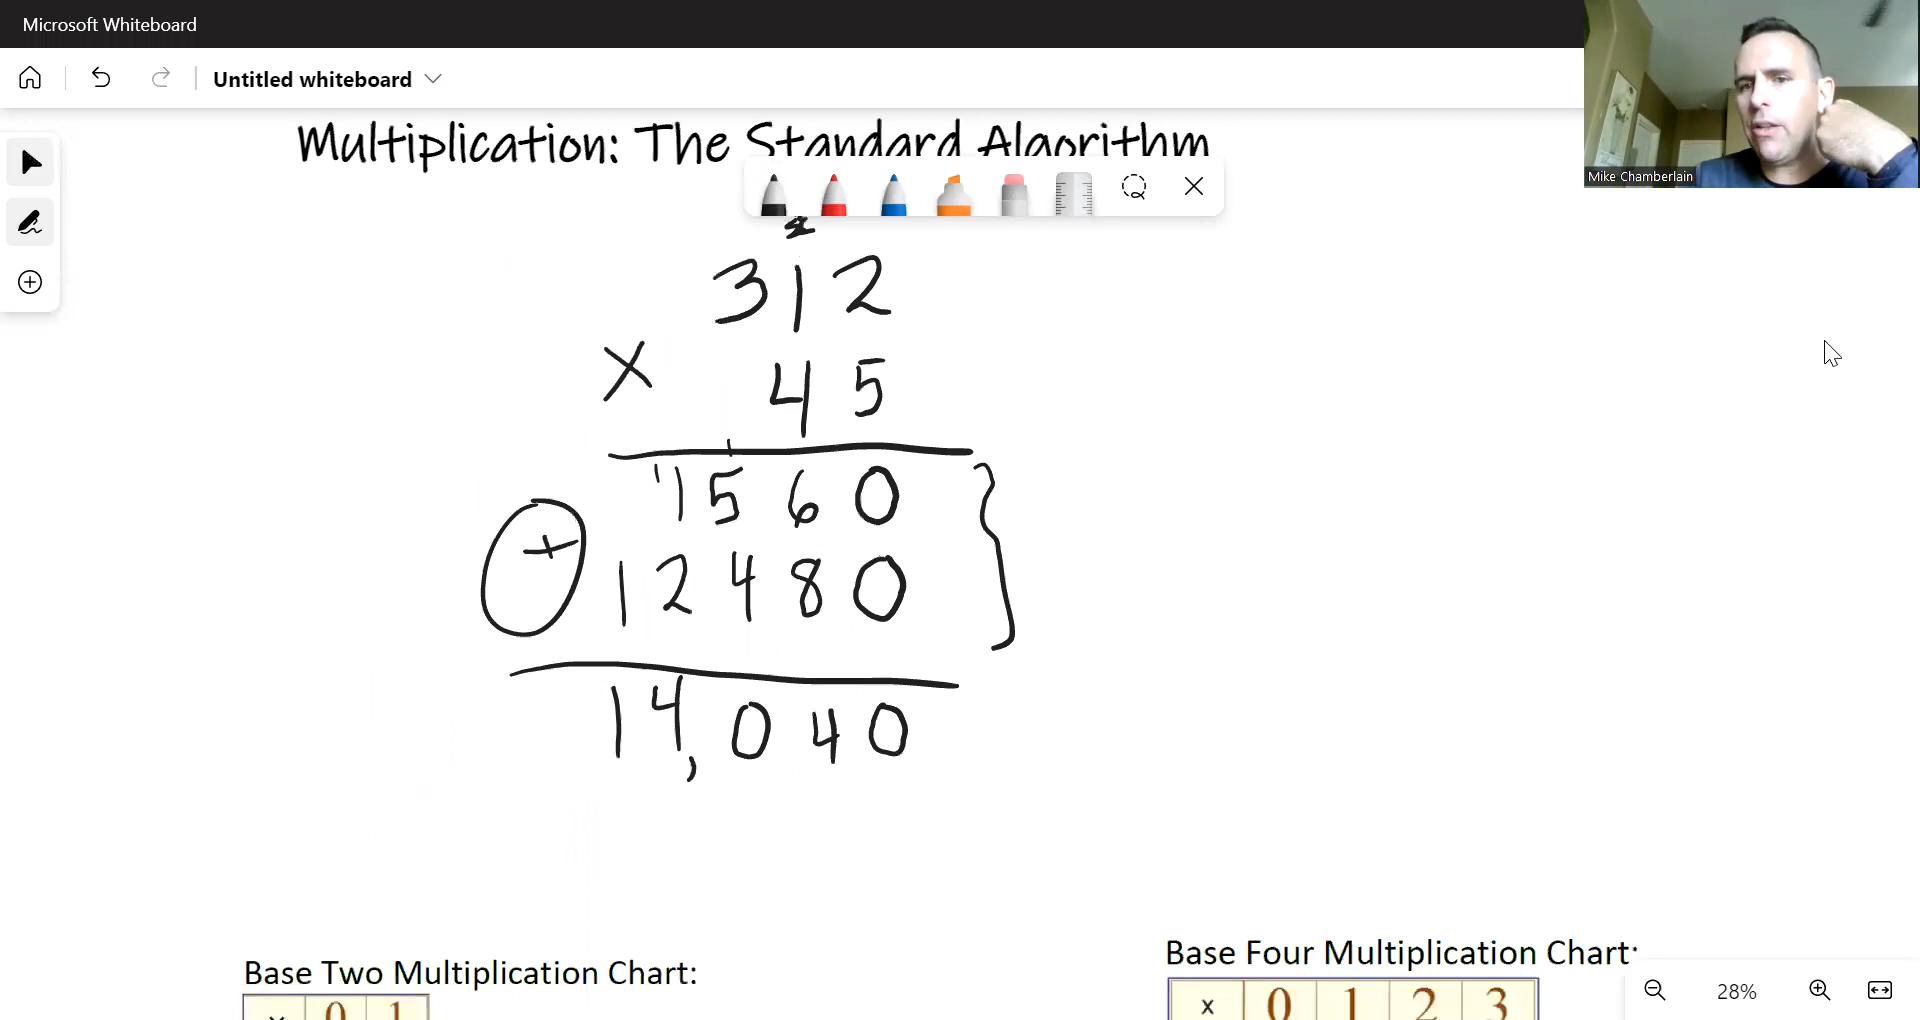 Microsoft Whiteboard
Untitled whiteboard
Multiplication: The Standard Algorithm
Mike Chamberlain
312
x 45
1
1560
+ 12480
14,040
Base Two Multiplication Chart:
0 1
Base Four Multiplication Chart:
x 0 1 2 3
28%